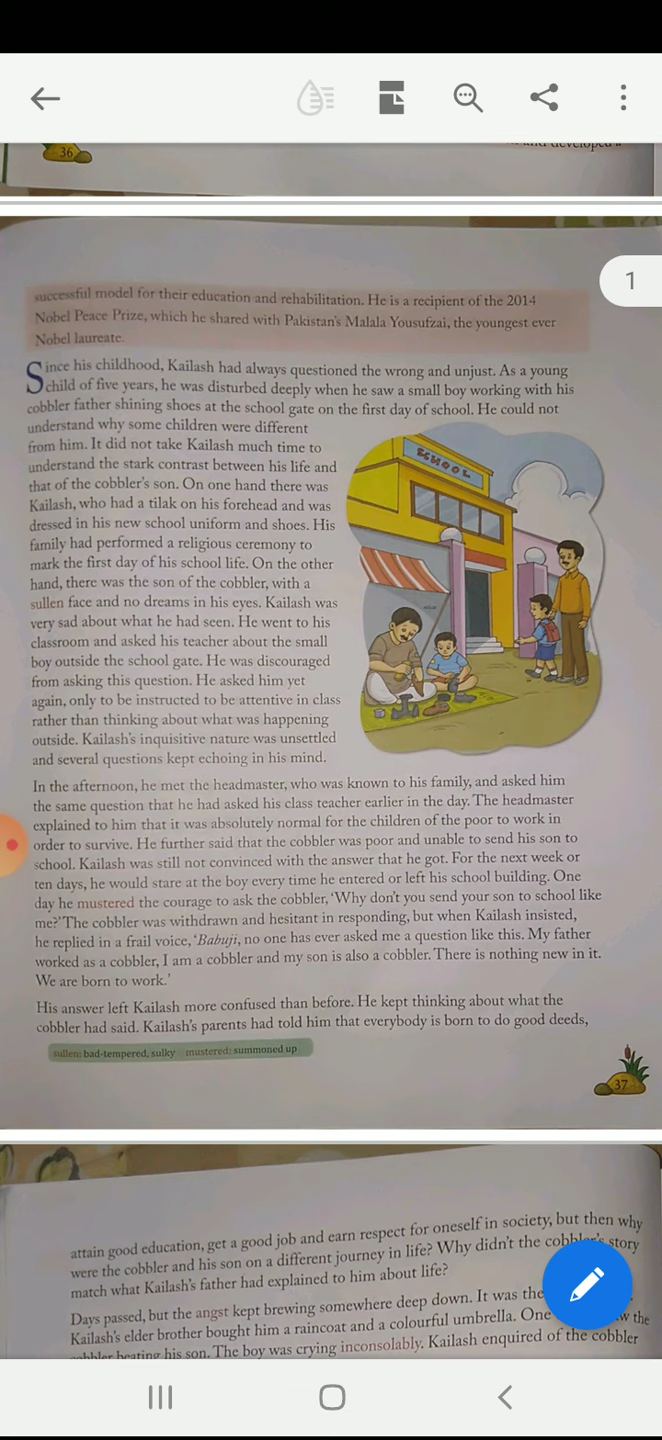 36
and developed a
1
successful model for their education and rehabilitation. He is a recipient of the 2014
Nobel Peace Prize, which he shared with Pakistan's Malala Yousufzai, the youngest ever
Nobel laureate.
Since his childhood, Kailash had always questioned the wrong and unjust. As a young
child of five years, he was disturbed deeply when he saw a small boy working with his
cobbler father shining shoes at the school gate on the first day of school. He could not
understand why some children were different
from him. It did not take Kailash much time to
understand the stark contrast between his life and
that of the cobbler's son. On one hand there was
Kailash, who had a tilak on his forehead and was
dressed in his new school uniform and shoes. His
family had performed a religious ceremony to
mark the first day of his school life. On the other
hand, there was the son of the cobbler, with a
sullen face and no dreams in his eyes. Kailash was
very sad about what he had seen. He went to his
classroom and asked his teacher about the small
boy outside the school gate. He was discouraged
from asking this question. He asked him yet
again, only to be instructed to be attentive in class
rather than thinking about what was happening
outside. Kailash's inquisitive nature was unsettled
and several questions kept echoing in his mind.
SCHOOL
In the afternoon, he met the headmaster, who was known to his family, and asked him
the same question that he had asked his class teacher earlier in the day. The headmaster
explained to him that it was absolutely normal for the children of the poor to work in
order to survive. He further said that the cobbler was poor and unable to send his son to
school. Kailash was still not convinced with the answer that he got. For the next week or
ten days, he would stare at the boy every time he entered or left his school building. One
day he mustered the courage to ask the cobbler, 'Why don't you send your son to school like
me?' The cobbler was withdrawn and hesitant in responding, but when Kailash insisted,
he replied in a frail voice, 'Babuji, no one has ever asked me a question like this. My father
worked as a cobbler, I am a cobbler and my son is also a cobbler. There is nothing new in it.
We are born to work.'
His answer left Kailash more confused than before. He kept thinking about what the
cobbler had said. Kailash's parents had told him that everybody is born to do good deeds,
sullen: bad-tempered, sulky mustered: summoned up
37
attain good education, get a good job and earn respect for oneself in society, but then why
were the cobbler and his son on a different journey in life? Why didn't the cobbler's story
match what Kailash's father had explained to him about life?
Days passed, but the angst kept brewing somewhere deep down. It was the
Kailash's elder brother bought him a raincoat and a colourful umbrella. One the
cobbler beating his son. The boy was crying inconsolably. Kailash enquired of the cobbler